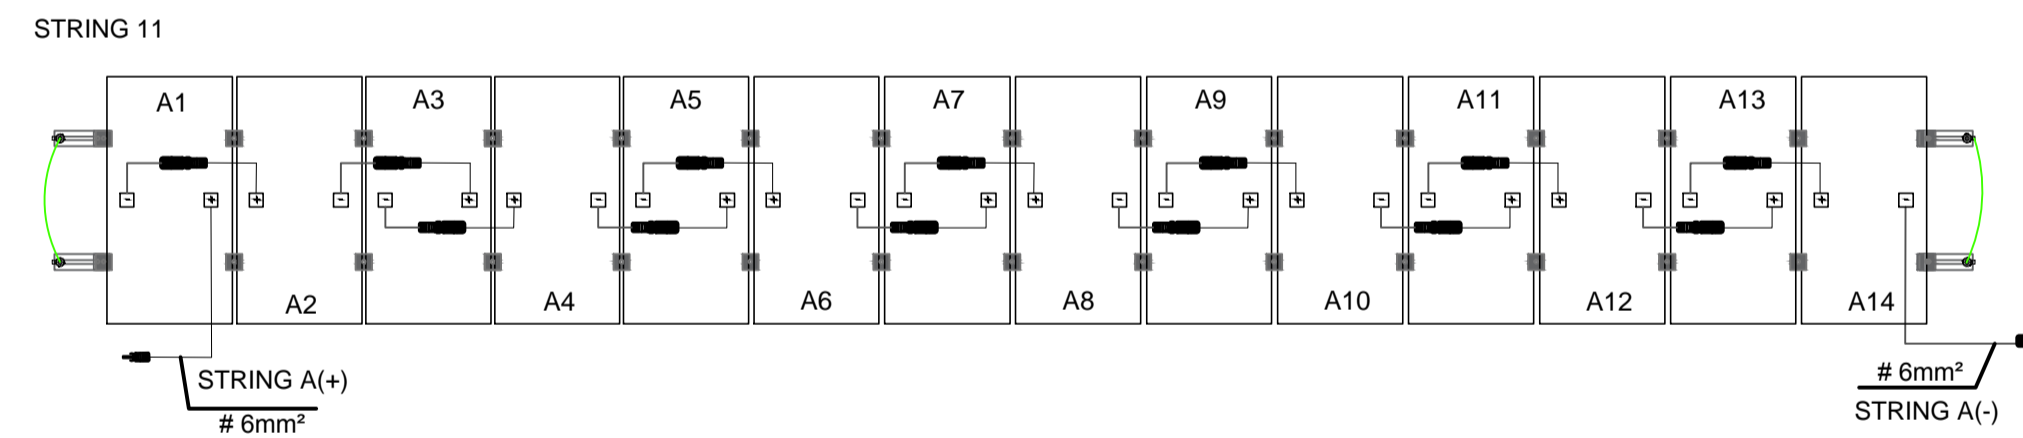 STRING 11
A1
A3
A5
A7
A9
A11
A13
- + + - - + + - - + + - - + + - - + + - - + + - - + + -
A2
A4
A6
A8
A10
A12
A14
STRING A(+)
# 6mm²
# 6mm²
STRING A(-)